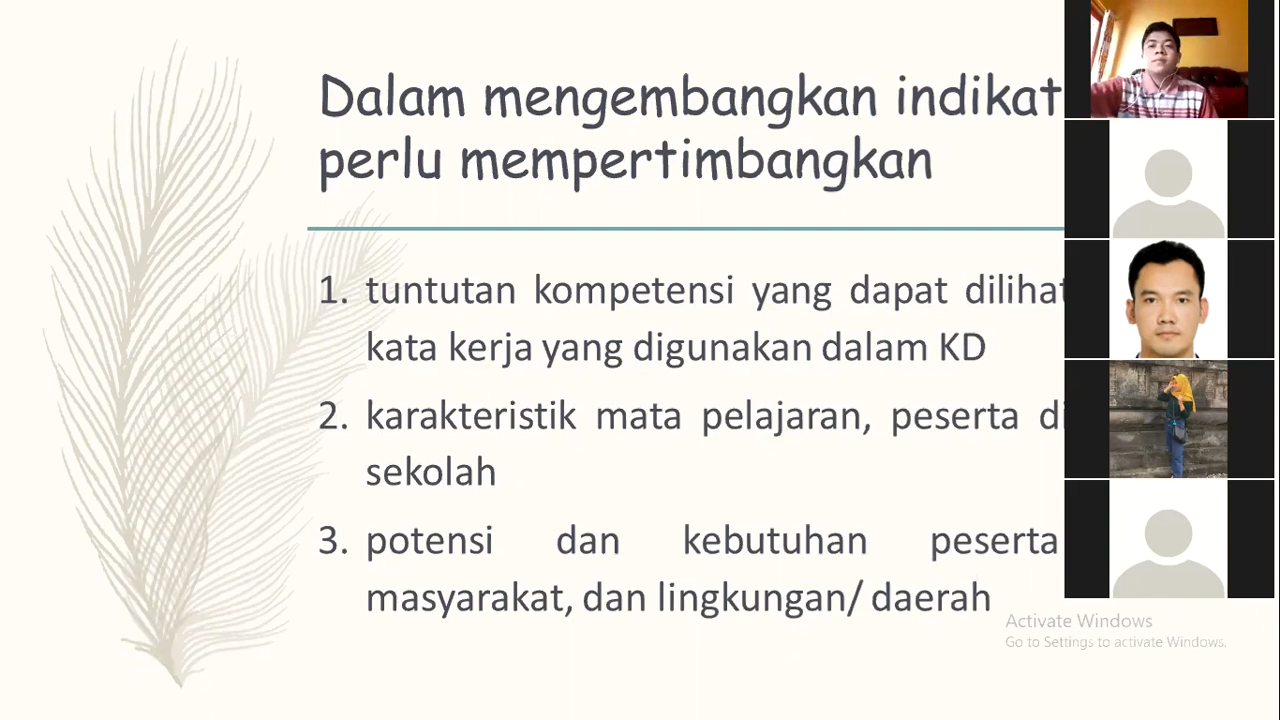 Dalam mengembangkan indikat
perlu mempertimbangkan
1. tuntutan kompetensi yang dapat dilihat
kata kerja yang digunakan dalam KD
2. karakteristik mata pelajaran, peserta di
sekolah
3. potensi dan kebutuhan peserta
masyarakat, dan lingkungan/ daerah
Activate Windows
Go to Settings to activate Windows.